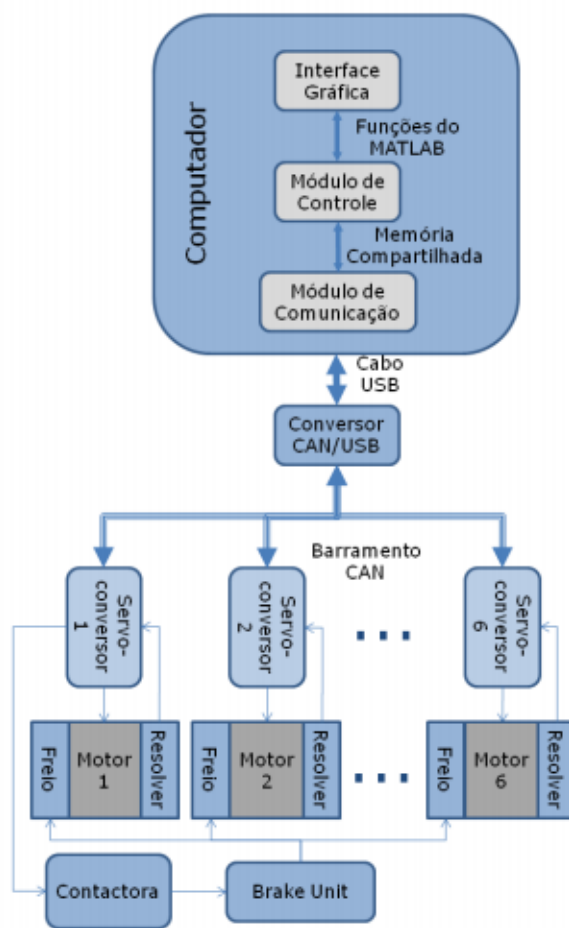 Computador
Interface
Gráfica
Funções do
MATLAB
Módulo de
Controle
Memória
Compartilhada
Módulo de
Comunicação
Cabo
USB
Conversor
CAN/USB
Barramento
CAN
Servo-
conversor
1
Servo-
conversor
2
Servo-
conversor
6
Freio
Motor
1
Resolver
Freio
Motor
2
Resolver
Freio
Motor
6
Resolver
Contactora
Brake Unit